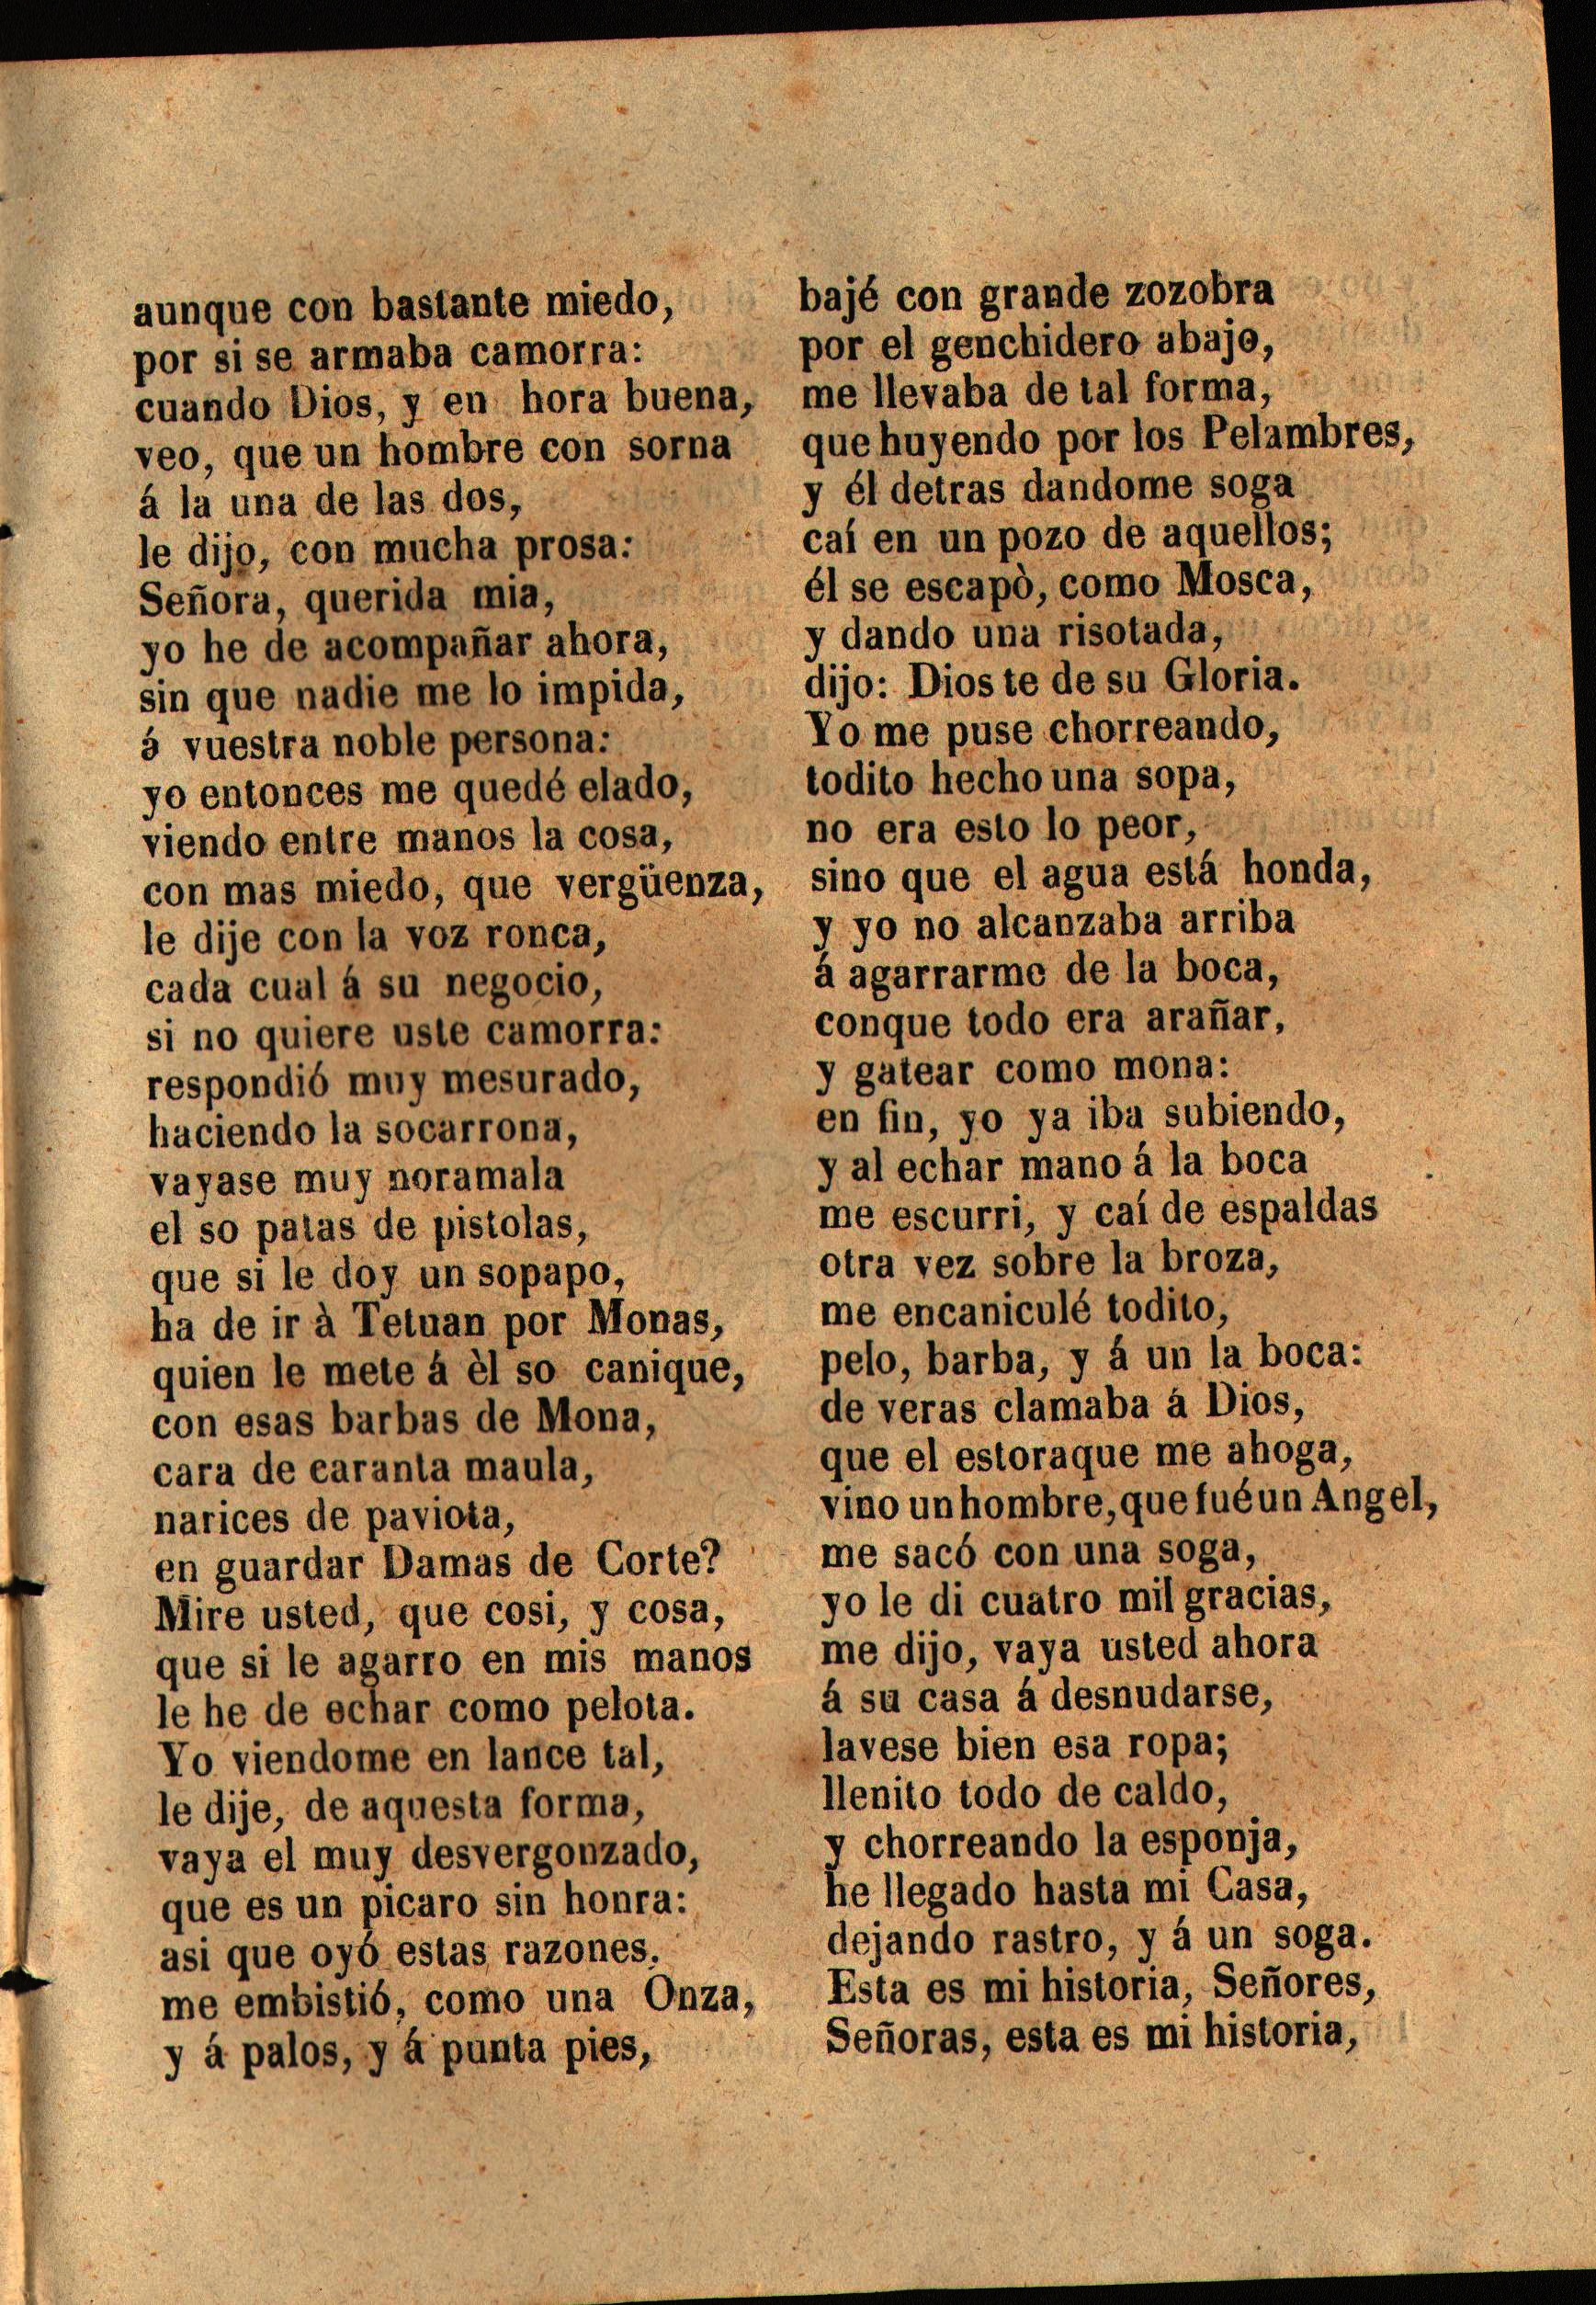 aunque con bastante miedo,
por si se armaba camorra:
cuando Dios, y en hora buena,
veo, que un hombre con sorna
á la una de las dos,
le dijo, con mucha prosa:
Señora, querida mia,
yo he de acompañar ahora,
sin que nadie me lo impida,
á vuestra noble persona:
yo entonces me quedé elado,
viendo entre manos la cosa,
con mas miedo, que vergüenza,
le dije con la voz ronca,
cada cual á su negocio,
si no quiere uste camorra:
respondió muy mesurado,
haciendo la socarrona,
vayase muy noramala
el so patas de pistolas,
que si le doy un sopapo,
ha de ir à Tetuan por Monas,
quien le mete á èl so canique,
con esas barbas de Mona,
cara de caranta maula,
narices de paviota,
en guardar Damas de Corte?
Mire usted, que cosi, y cosa,
que si le agarro en mis manos
le he de echar como pelota.
Yo viendome en lance tal,
le dije, de aquesta forma,
vaya el muy desvergonzado,
que es un picaro sin honra:
asi que oyó estas razones,
me embistió, como una Onza,
y á palos, y á punta pies,
bajé con grande zozobra
por el genchidero abajo,
me llevaba de tal forma,
que huyendo por los Pelambres,
y él detras dandome soga
caí en un pozo de aquellos;
él se escapò, como Mosca,
y dando una risotada,
dijo: Dios te de su Gloria.
Yo me puse chorreando,
todito hecho una sopa,
no era esto lo peor,
sino que el agua está honda,
y yo no alcanzaba arriba
á agarrarme de la boca,
conque todo era arañar,
y gatear como mona:
en fin, yo ya iba subiendo,
y al echar mano á la boca
me escurri, y caí de espaldas
otra vez sobre la broza,
me encaniculé todito,
pelo, barba, y á un la boca:
de veras clamaba á Dios,
que el estoraque me ahoga,
vino un hombre, que fué un Angel,
me sacó con una soga,
yo le di cuatro mil gracias,
me dijo, vaya usted ahora
á su casa á desnudarse,
lavese bien esa ropa;
llenito todo de caldo,
y chorreando la esponja,
he llegado hasta mi Casa,
dejando rastro, y á un soga.
Esta es mi historia, Señores,
Señoras, esta es mi historia,